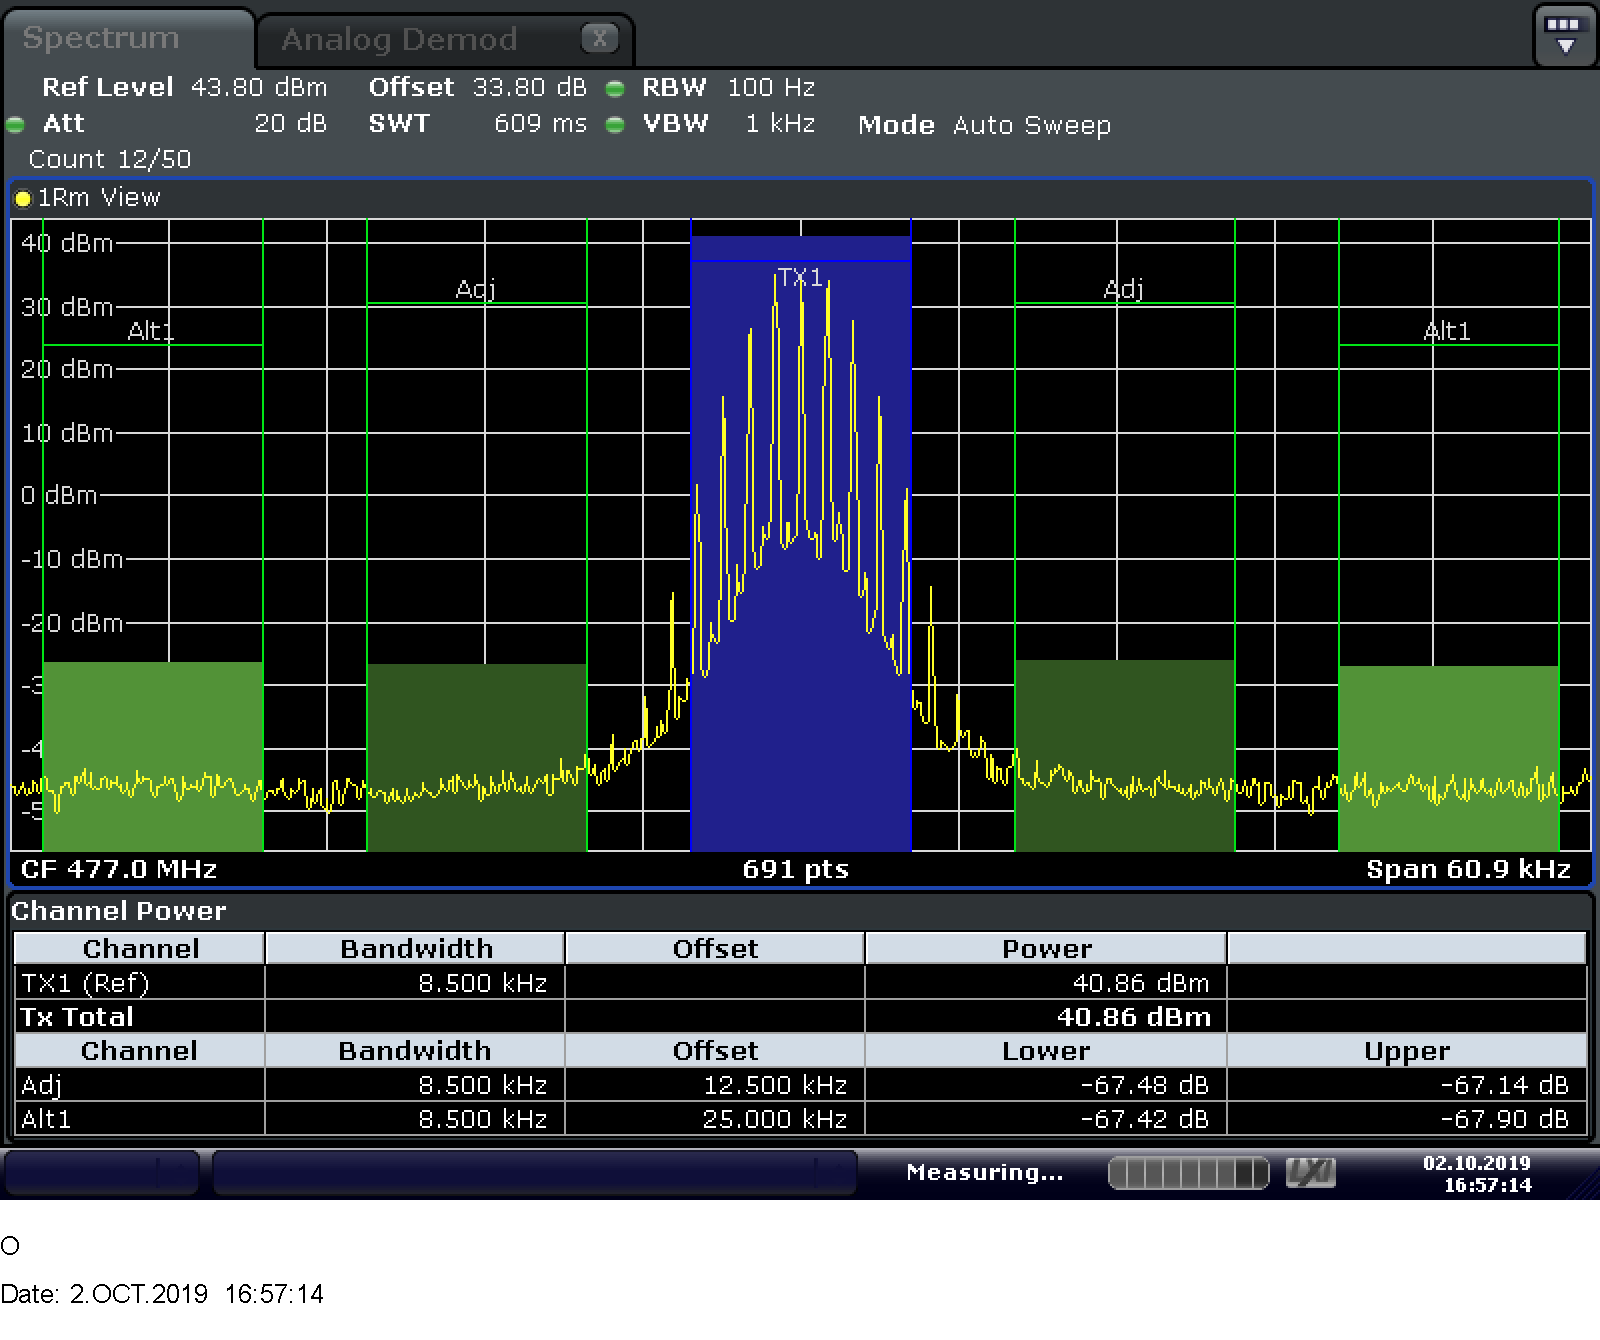 Spectrum
Analog Demod X
Ref Level 43.80 dBm Offset 33.80 dB RBW 100 Hz
Att 20 dB SWT 609 ms VBW 1 kHz Mode Auto Sweep
Count 12/50
1Rm View
40 dBm
TX1
Adj Adj
30 dBm
Alt1 Alt1
20 dBm
10 dBm
0 dBm
-10 dBm
-20 dBm
-3
-4
-5
CF 477.0 MHz 691 pts Span 60.9 kHz
Channel Power
Channel Bandwidth Offset Power
TX1 (Ref) 8.500 kHz 40.86 dBm
Tx Total 40.86 dBm
Channel Bandwidth Offset Lower Upper
Adj 8.500 kHz 12.500 kHz -67.48 dB -67.14 dB
Alt1 8.500 kHz 25.000 kHz -67.42 dB -67.90 dB
Measuring... LXI 02.10.2019
16:57:14
O
Date: 2.OCT.2019 16:57:14